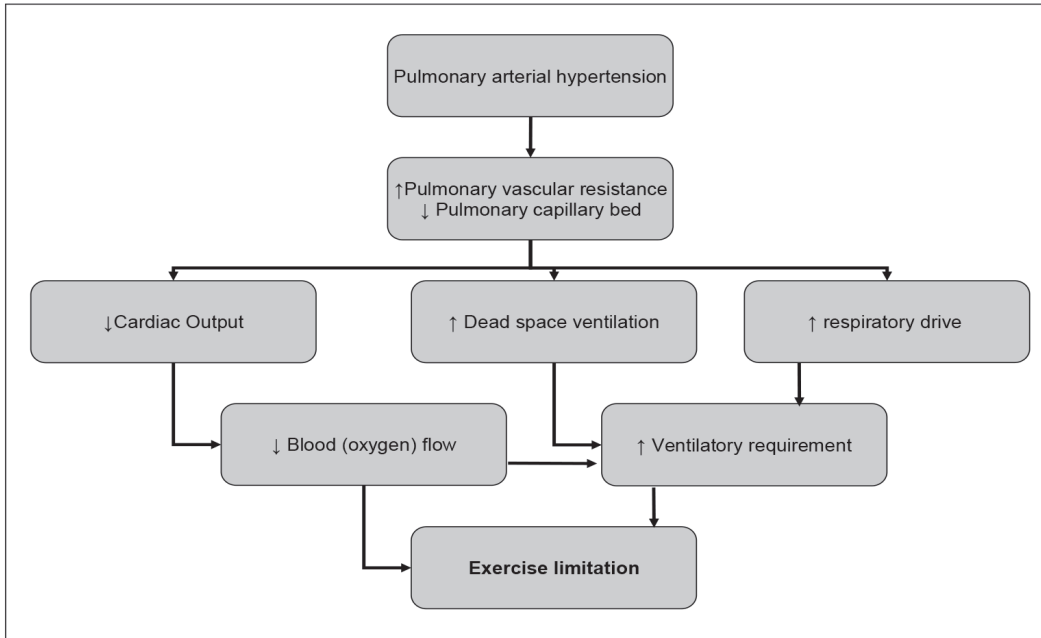 Pulmonary arterial hypertension
↑Pulmonary vascular resistance
↓ Pulmonary capillary bed
↓Cardiac Output
↑ Dead space ventilation
↑ respiratory drive
↓ Blood (oxygen) flow
↑ Ventilatory requirement
Exercise limitation